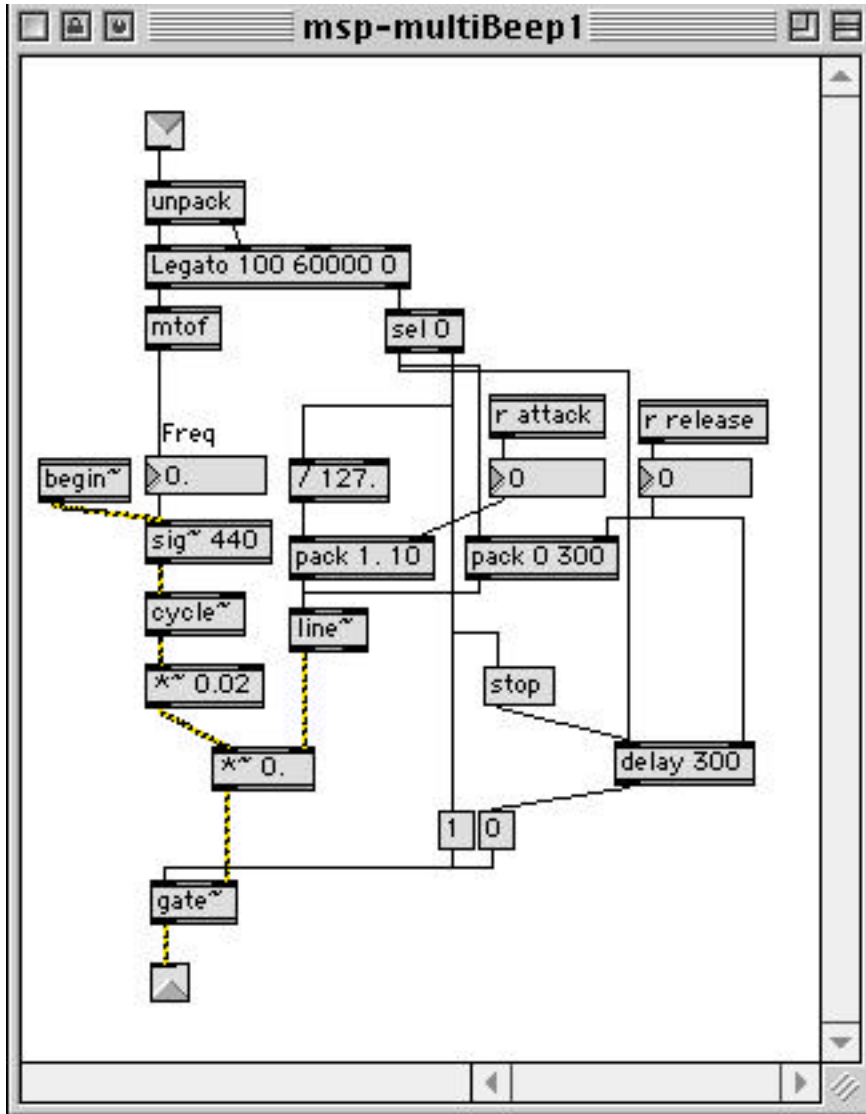 msp-multiBeep1
unpack
Legato 100 60000 0
mtof
sel 0
r attack
r release
Freq
begin~
0.
/ 127.
0
0
sig~ 440
pack 1. 10
pack 0 300
cycle~
line~
*~ 0.02
stop
*~ 0.
delay 300
1
0
gate~